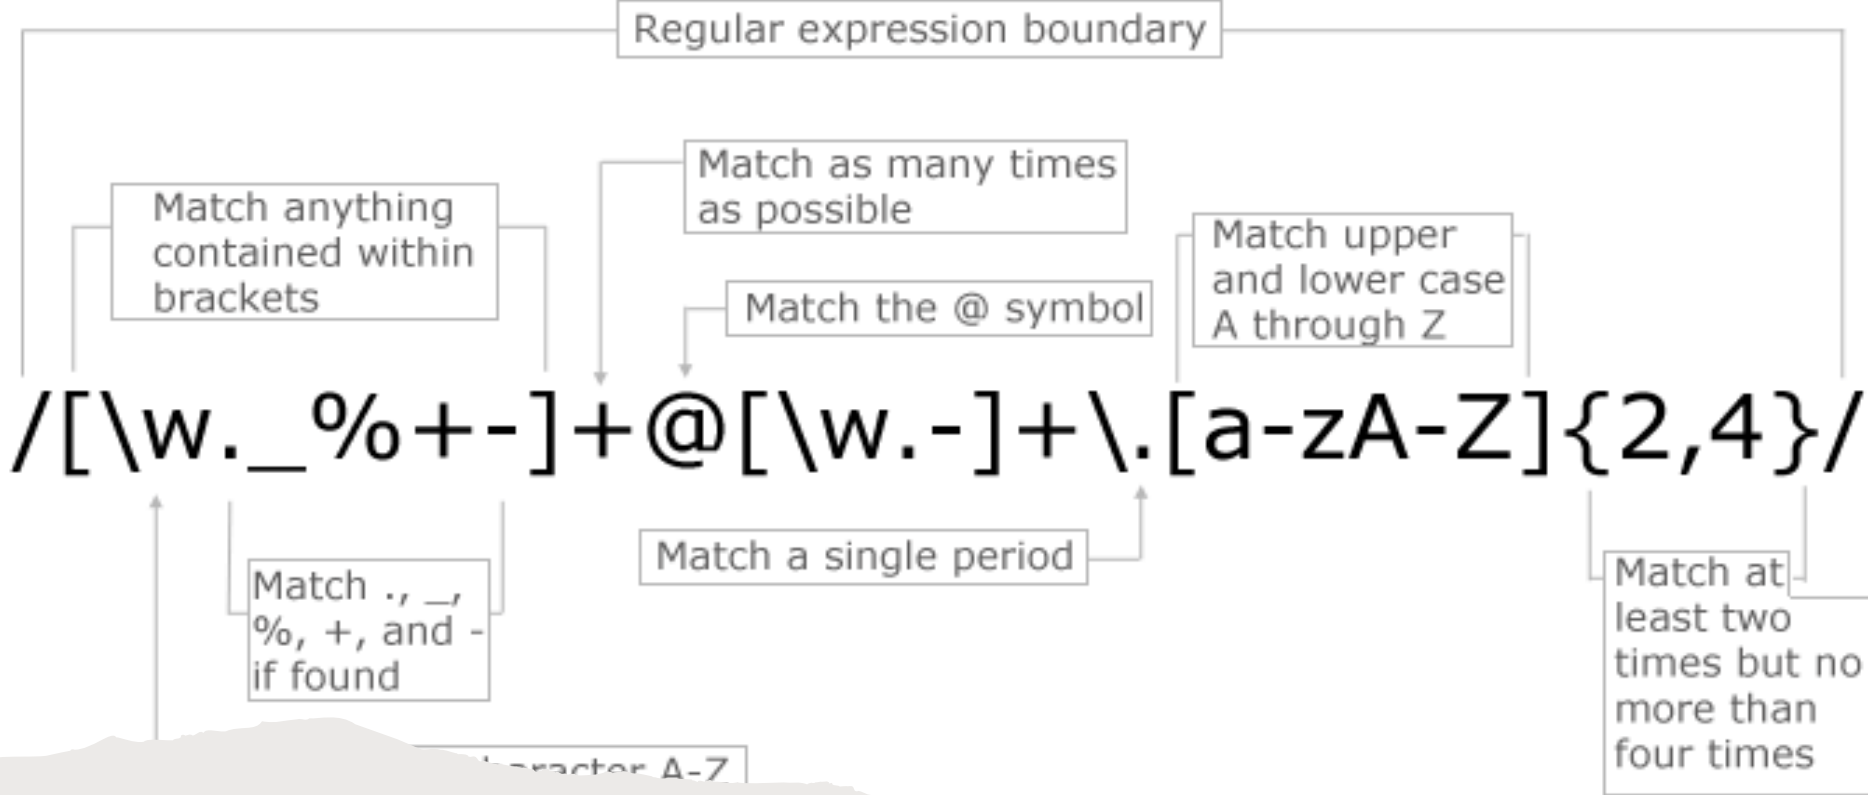 Regular expression boundary
Match as many times
as possible
Match anything
contained within
brackets
Match upper
and lower case
A through Z
Match the @ symbol
/[\w._%+-]+@[\w.-]+\.[a-zA-Z]{2,4}/
Match a single period
Match ., _,
%, +, and -
if found
Match at
least two
times but no
more than
four times
A-Z